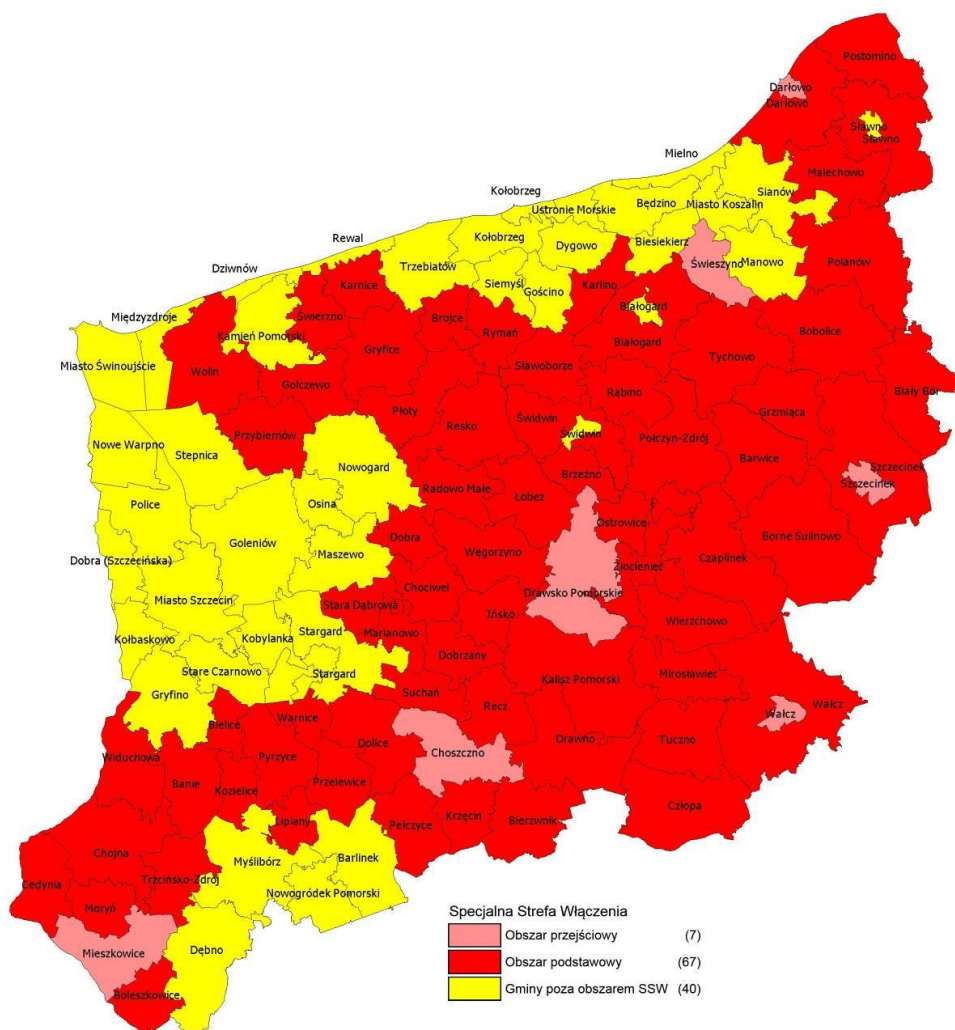 Postomino
Darłowo
Darłowo
Sławno
Sławno
Mielno
Malechowo
Sianów
Kołobrzeg
Będzino
Miasto Koszalin
Ustronie Morskie
Rewal
Kołobrzeg
Dygowo
Biesiekierz
Świeszyno
Manowo
Polanów
Dziwnów
Trzebiatów
Siemyśl
Gościno
Karlino
Karnice
Międzyzdroje
Świerzno
Brojce
Rymań
Białogard
Bobolice
Kamień Pomorski
Gryfice
Białogard
Tychowo
Miasto Świnoujście
Wolin
Golczewo
Sławoborze
Rąbino
Biały Bór
Grzmiąca
Płoty
Resko
Świdwin
Świdwin
Połczyn-Zdrój
Przybiernów
Nowe Warpno
Stepnica
Barwice
Nowogard
Brzeżno
Szczecinek
Szczecinek
Radowo Małe
Łobez
Osina
Police
Ostrowice
Goleniów
Dobra
Borne Sulinowo
Maszewo
Węgorzyno
Czaplinek
Dobra (Szczecińska)
Złocieniec
Chociwel
Drawsko Pomorskie
Miasto Szczecin
Stara Dąbrowa
Ińsko
Wierzchowo
Kołbaskowo
Kobylanka
Stargard
Marianowo
Dobrzany
Stare Czarnowo
Stargard
Mirosławiec
Kalisz Pomorski
Gryfino
Suchań
Recz
Wałcz
Wałcz
Warnice
Bielice
Dolice
Drawno
Tuczno
Widuchowa
Pyrzyce
Choszczno
Banie
Kozielice
Przelewice
Człopa
Lipiany
Pełczyce
Krzęcin
Bierzwnik
Chojna
Myślibórz
Barlinek
Cedynia
Trzcińsko-Zdrój
Nowogródek Pomorski
Moryń
Mieszkowice
Dębno
Boleszkowice
Specjalna Strefa Włączenia
Obszar przejściowy (7)
Obszar podstawowy (67)
Gminy poza obszarem SSW (40)